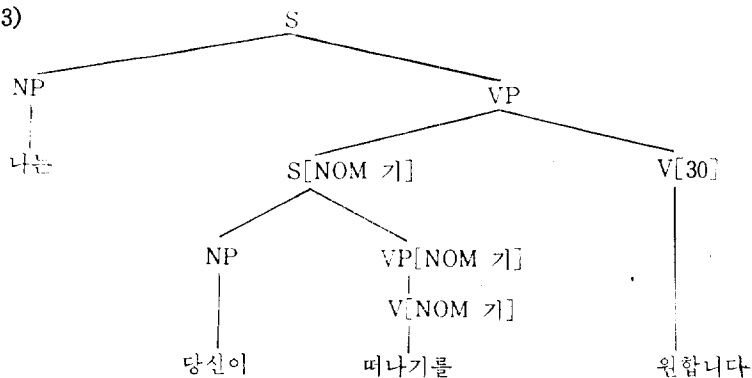 3)
S
NP VP
나는 S[NOM 기] V[30]
NP VP[NOM 기]
V[NOM 기]
당신이 떠나기를 원합니다